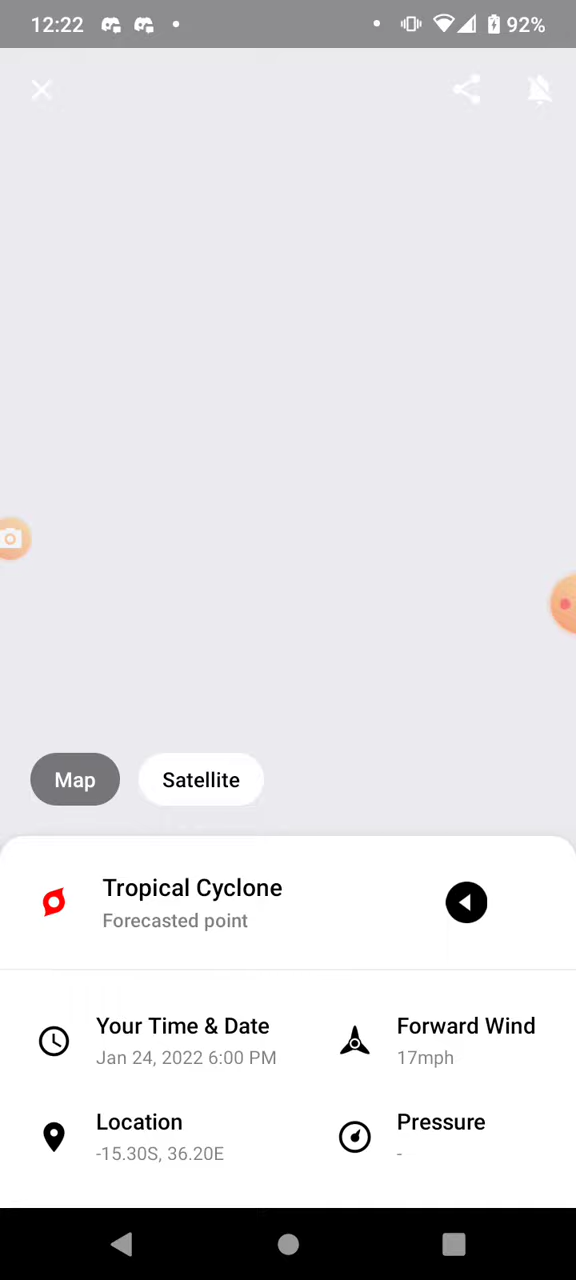 12:22
92%
Map
Satellite
Tropical Cyclone
Forecasted point
Your Time & Date
Jan 24, 2022 6:00 PM
Forward Wind
17mph
Location
-15.30S, 36.20E
Pressure
-